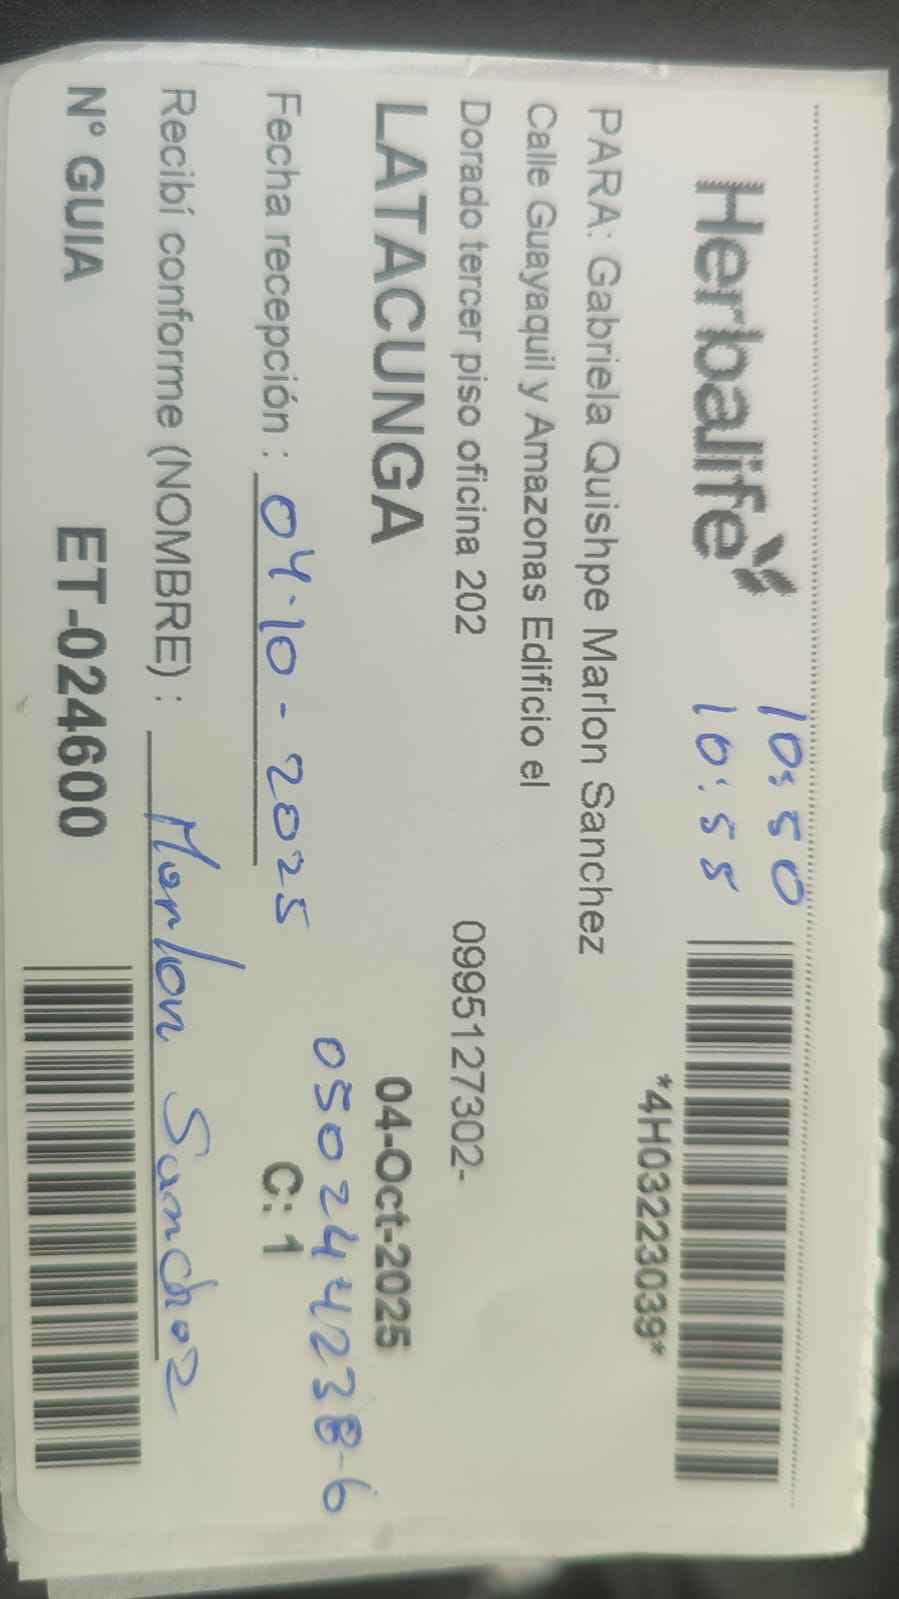 Herbalife
10:50
10:55
*4H03223039*
PARA: Gabriela Quishpe Marlon Sanchez
Calle Guayaquil y Amazonas Edificio el
Dorado tercer piso oficina 202
0995127302-
LATACUNGA
04-Oct-2025
050244238-6
Fecha recepción : 04-10-2025
C: 1
Recibí conforme (NOMBRE) : Marlon Sanchez
N° GUIA
ET-024600